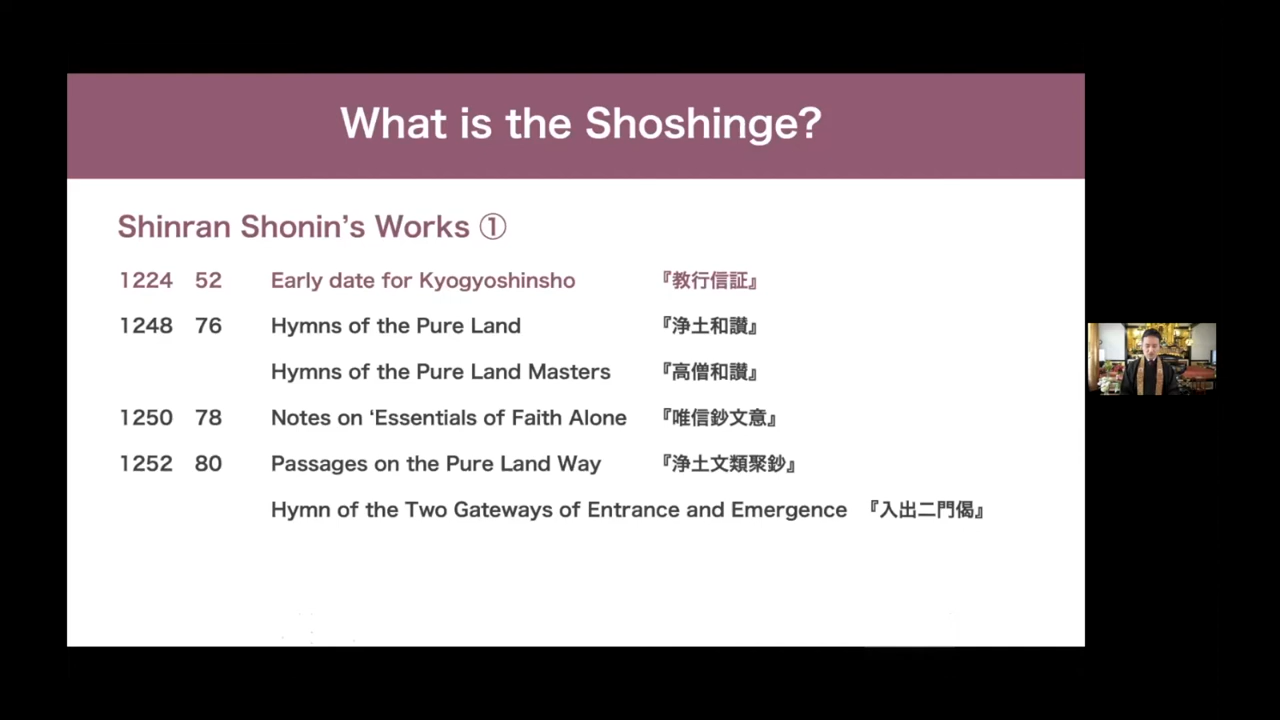 What is the Shoshinge?
Shinran Shonin's Works ①
1224 52 Early date for Kyogyoshinsho 『教行信証』
1248 76 Hymns of the Pure Land 『浄土和讃』
Hymns of the Pure Land Masters 『高僧和讃』
1250 78 Notes on ‘Essentials of Faith Alone 『唯信鈔文意』
1252 80 Passages on the Pure Land Way 『浄土文類聚鈔』
Hymn of the Two Gateways of Entrance and Emergence 『入出二門偈』